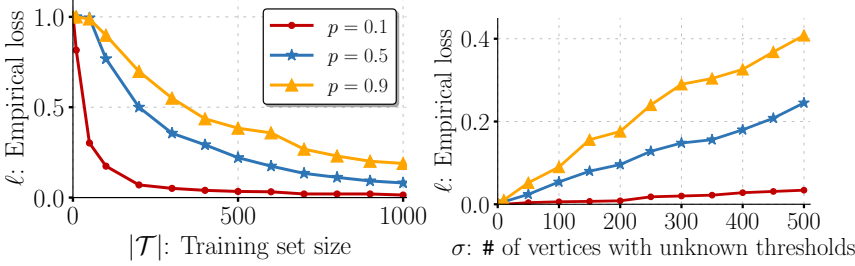 ℓ: Empirical loss
1.0
0.5
0.0
0
500
1000
|𝒯|: Training set size
p = 0.1
p = 0.5
p = 0.9
ℓ: Empirical loss
0.4
0.2
0.0
0
100
200
300
400
500
σ: # of vertices with unknown thresholds